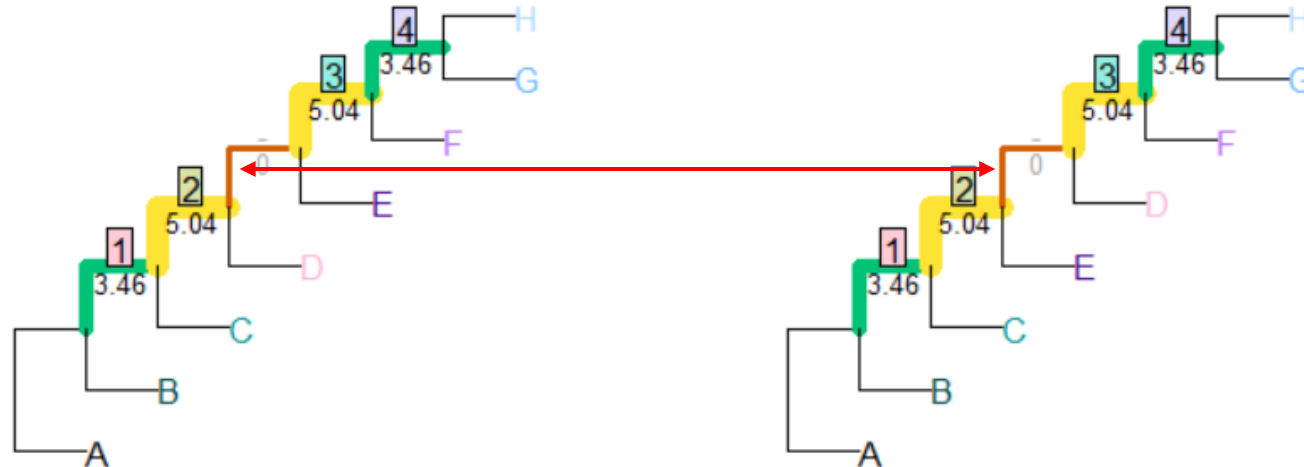 4 H 4 H
3.46 3.46
3 G 3 G
5.04 5.04
- F - F
0 0
2 E 2 D
5.04 5.04
1 D 1 E
3.46 3.46
C C
B B
A A